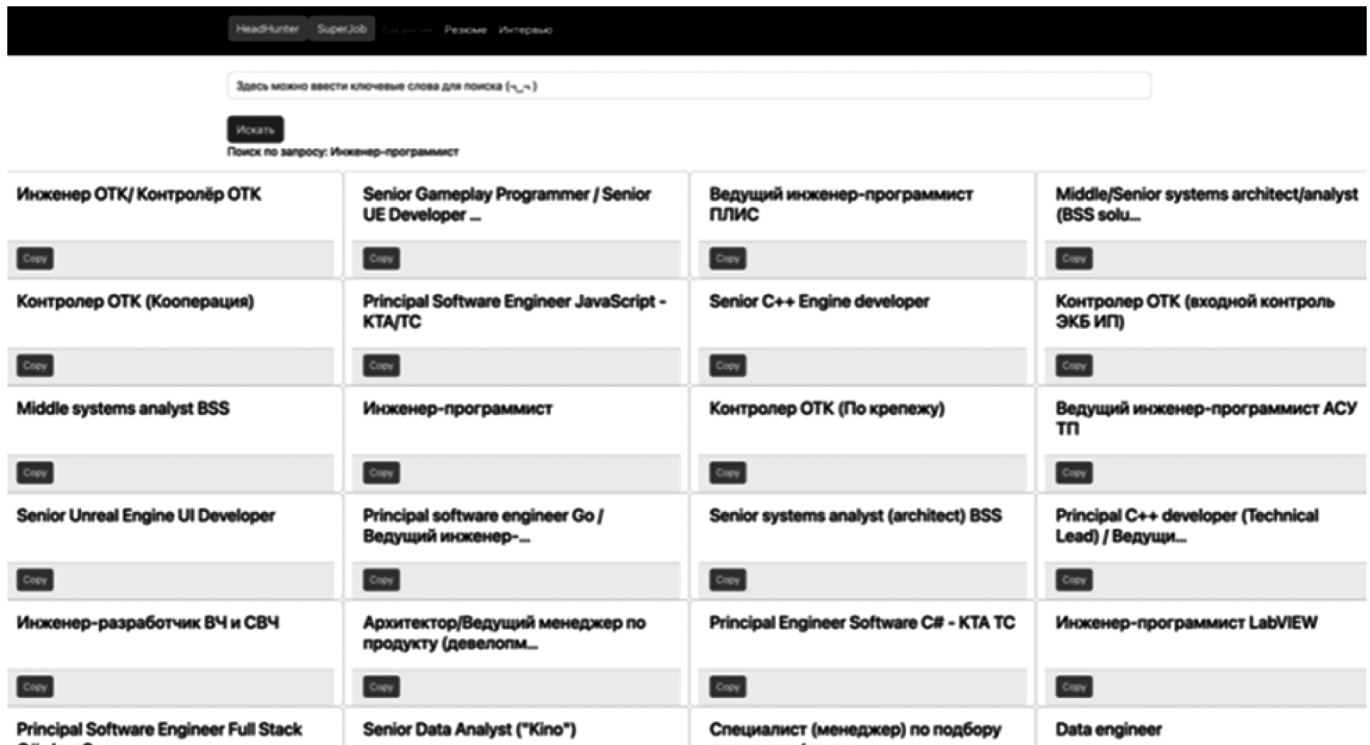 HeadHunter SuperJob Вакансии Резюме Интервью
Здесь можно ввести ключевые слова для поиска (¬_¬)
Искать
Поиск по запросу: Инженер-программист
Инженер ОТК/ Контролёр ОТК
Copy
Senior Gameplay Programmer / Senior
UE Developer ...
Copy
Ведущий инженер-программист
ПЛИС
Copy
Middle/Senior systems architect/analyst
(BSS solu...
Copy
Контролер ОТК (Кооперация)
Copy
Principal Software Engineer JavaScript -
КТА/ТС
Copy
Senior C++ Engine developer
Copy
Контролер ОТК (входной контроль
ЭКБ ИП)
Copy
Middle systems analyst BSS
Copy
Инженер-программист
Copy
Контролер ОТК (По крепежу)
Copy
Ведущий инженер-программист АСУ
ТП
Copy
Senior Unreal Engine UI Developer
Copy
Principal software engineer Go /
Ведущий инженер-...
Copy
Senior systems analyst (architect) BSS
Copy
Principal C++ developer (Technical
Lead) / Ведущи...
Copy
Инженер-разработчик ВЧ и СВЧ
Copy
Архитектор/Ведущий менеджер по
продукту (девелопм...
Copy
Principal Engineer Software C# - КТА ТС
Copy
Инженер-программист LabVIEW
Copy
Principal Software Engineer Full Stack
Senior Data Analyst ("Kino")
Специалист (менеджер) по подбору
Data engineer